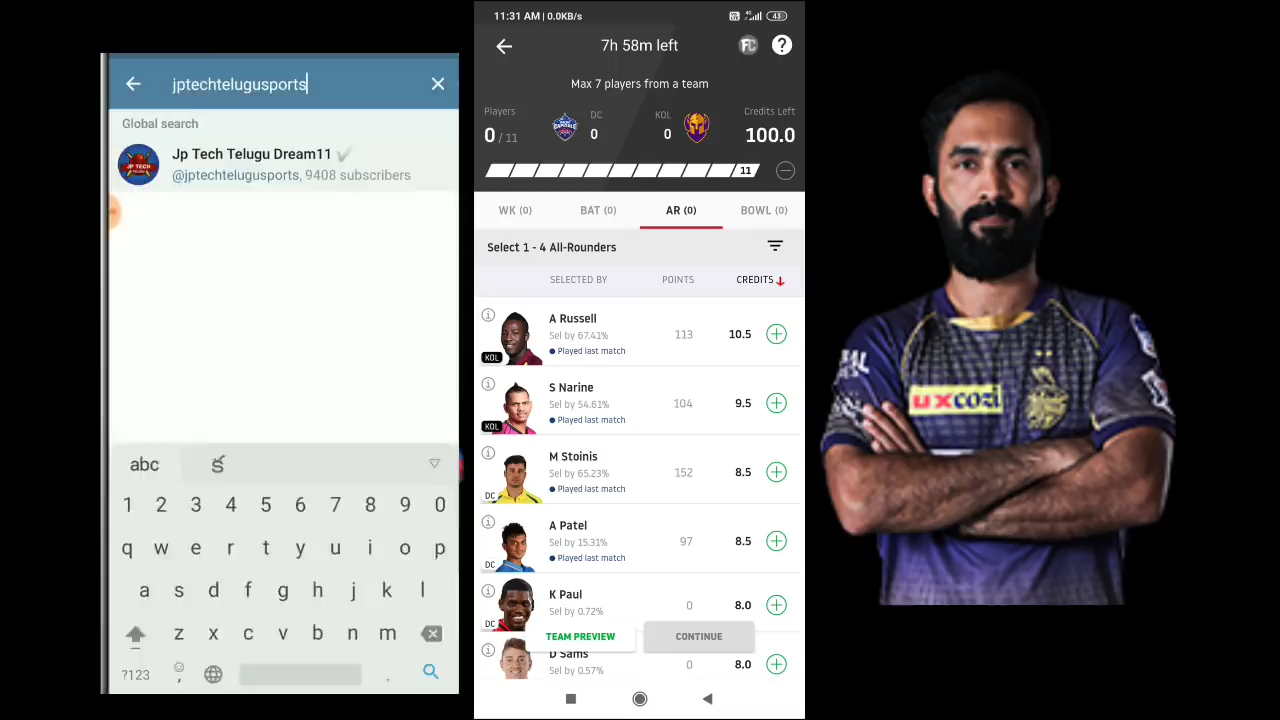 jptechtelugusports
Global search
JP TECH
Jp Tech Telugu Dream11
@jptechtelugusports, 9408 subscribers
abc క
1 2 3 4 5 6 7 8 9 0
q w e r t y u i o p
a s d f g h j k l
z x c v b n m
?123 , .
11:31 AM | 0.0KB/s 4G 43
7h 58m left FC ?
Max 7 players from a team
Players DC KOL Credits Left
0 / 11 0 0 100.0
11
WK (0) BAT (0) AR (0) BOWL (0)
Select 1 - 4 All-Rounders
SELECTED BY POINTS CREDITS
A Russell
Sel by 67.41% 113 10.5
Played last match
KOL
S Narine
Sel by 54.61% 104 9.5
Played last match
KOL
M Stoinis
Sel by 65.23% 152 8.5
Played last match
DC
A Patel
Sel by 15.31% 97 8.5
Played last match
DC
K Paul
Sel by 0.72% 0 8.0
DC
TEAM PREVIEW CONTINUE
D Sams
Sel by 0.57% 0 8.0